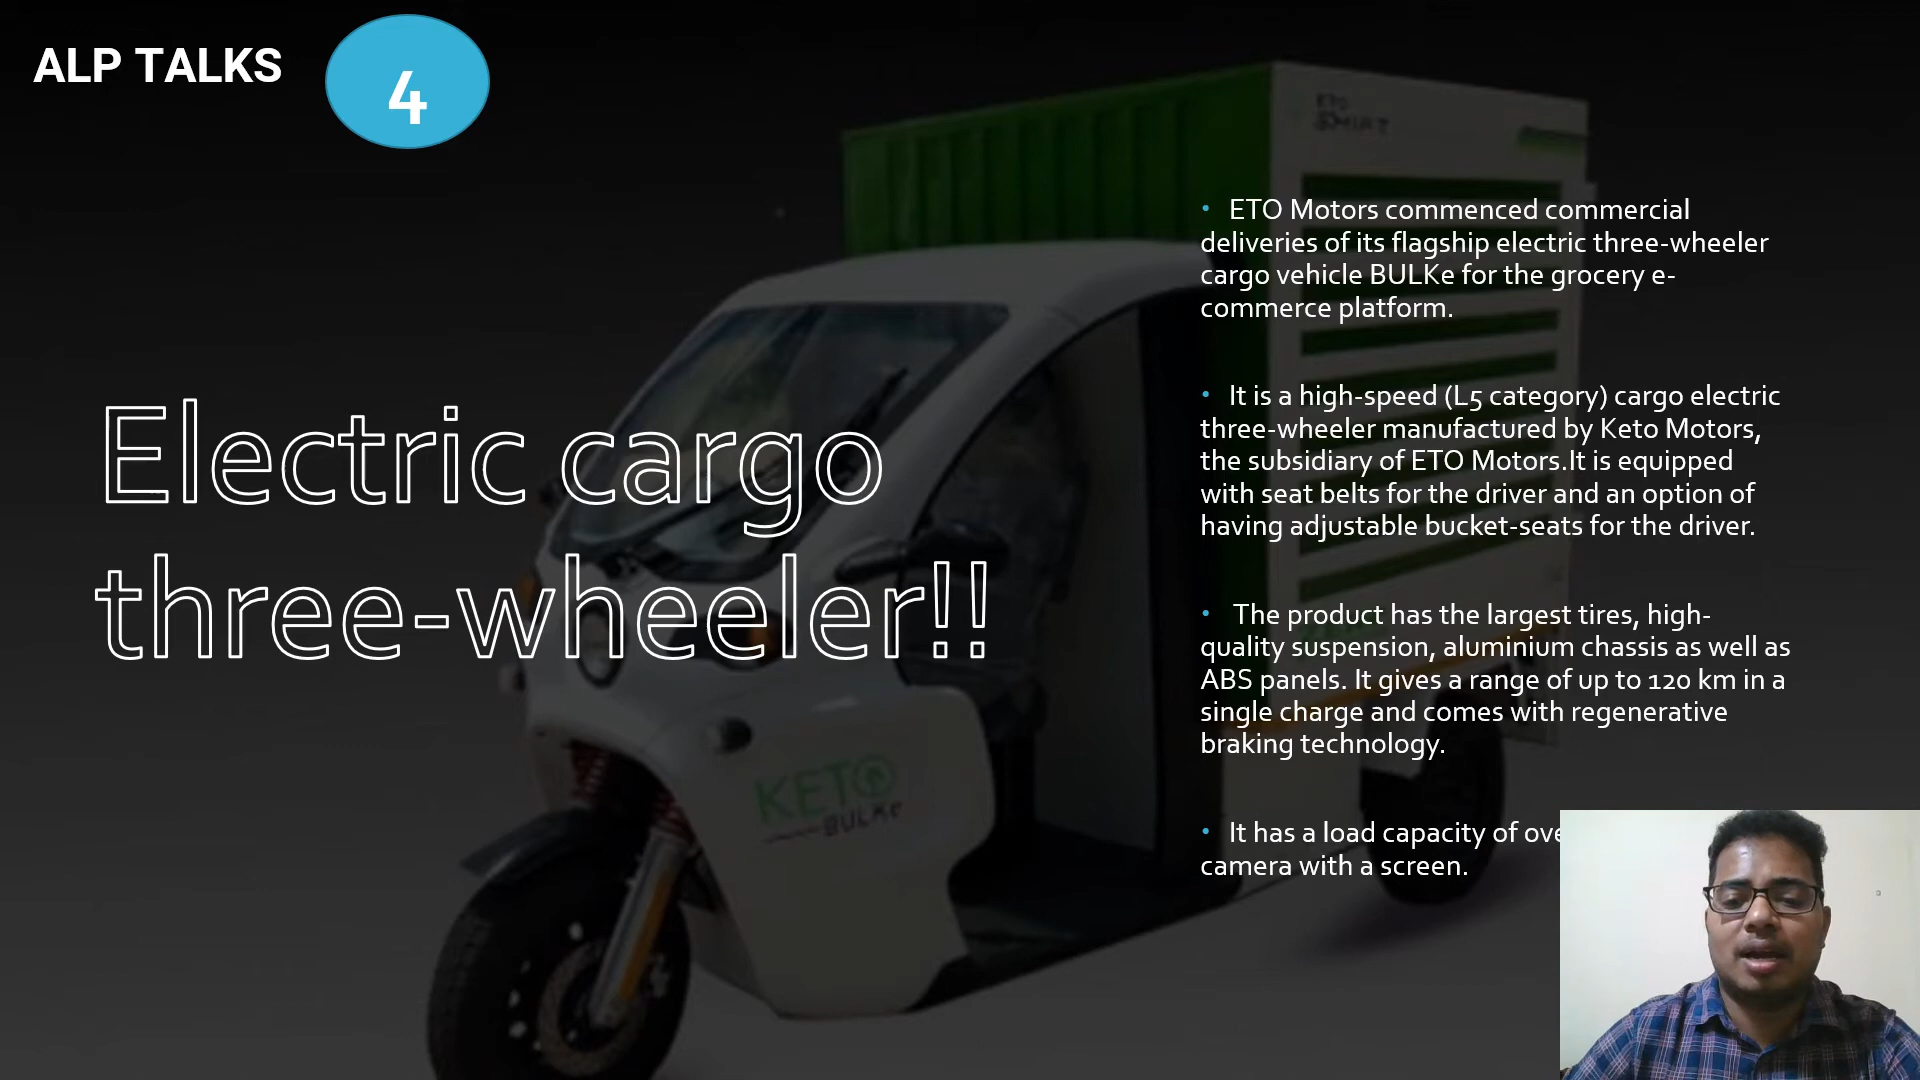 ALP TALKS
4
Electric cargo
three-wheeler!!
• ETO Motors commenced commercial
deliveries of its flagship electric three-wheeler
cargo vehicle BULKe for the grocery e-
commerce platform.
• It is a high-speed (L5 category) cargo electric
three-wheeler manufactured by Keto Motors,
the subsidiary of ETO Motors.It is equipped
with seat belts for the driver and an option of
having adjustable bucket-seats for the driver.
• The product has the largest tires, high-
quality suspension, aluminium chassis as well as
ABS panels. It gives a range of up to 120 km in a
single charge and comes with regenerative
braking technology.
• It has a load capacity of
camera with a screen.
ETO
KETO
BULKe